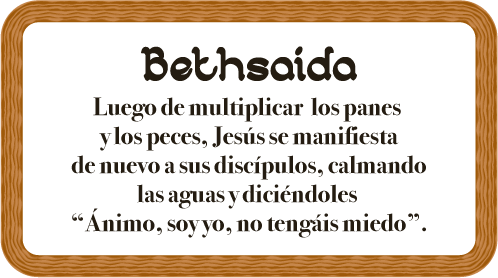 Bethsaida
Luego de multiplicar los panes
y los peces, Jesús se manifiesta
de nuevo a sus discípulos, calmando
las aguas y diciéndoles
“Ánimo, soy yo, no tengáis miedo”.